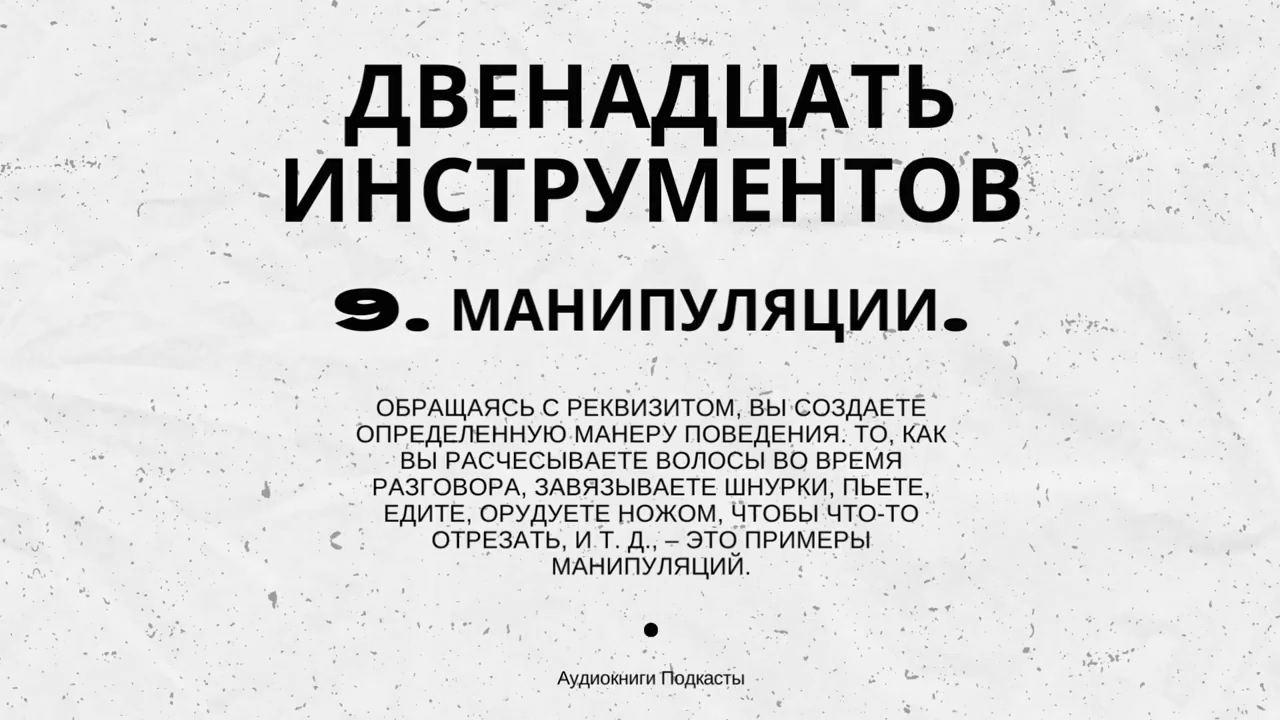 ДВЕНАДЦАТЬ
ИНСТРУМЕНТОВ
9. МАНИПУЛЯЦИИ.
ОБРАЩАЯСЬ С РЕКВИЗИТОМ, ВЫ СОЗДАЕТЕ
ОПРЕДЕЛЕННУЮ МАНЕРУ ПОВЕДЕНИЯ. ТО, КАК
ВЫ РАСЧЕСЫВАЕТЕ ВОЛОСЫ ВО ВРЕМЯ
РАЗГОВОРА, ЗАВЯЗЫВАЕТЕ ШНУРКИ, ПЬЕТЕ,
ЕДИТЕ, ОРУДУЕТЕ НОЖОМ, ЧТОБЫ ЧТО-ТО
ОТРЕЗАТЬ, И Т. Д., – ЭТО ПРИМЕРЫ
МАНИПУЛЯЦИЙ.
Аудиокниги Подкасты